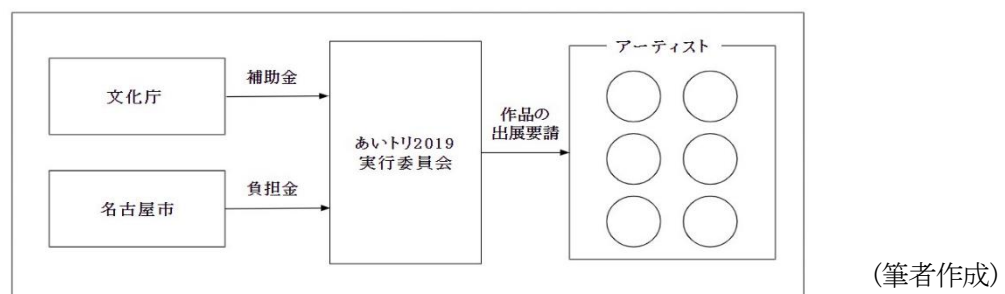 文化庁
補助金
名古屋市
負担金
あいトリ2019
実行委員会
作品の
出展要請
アーティスト
(筆者作成)